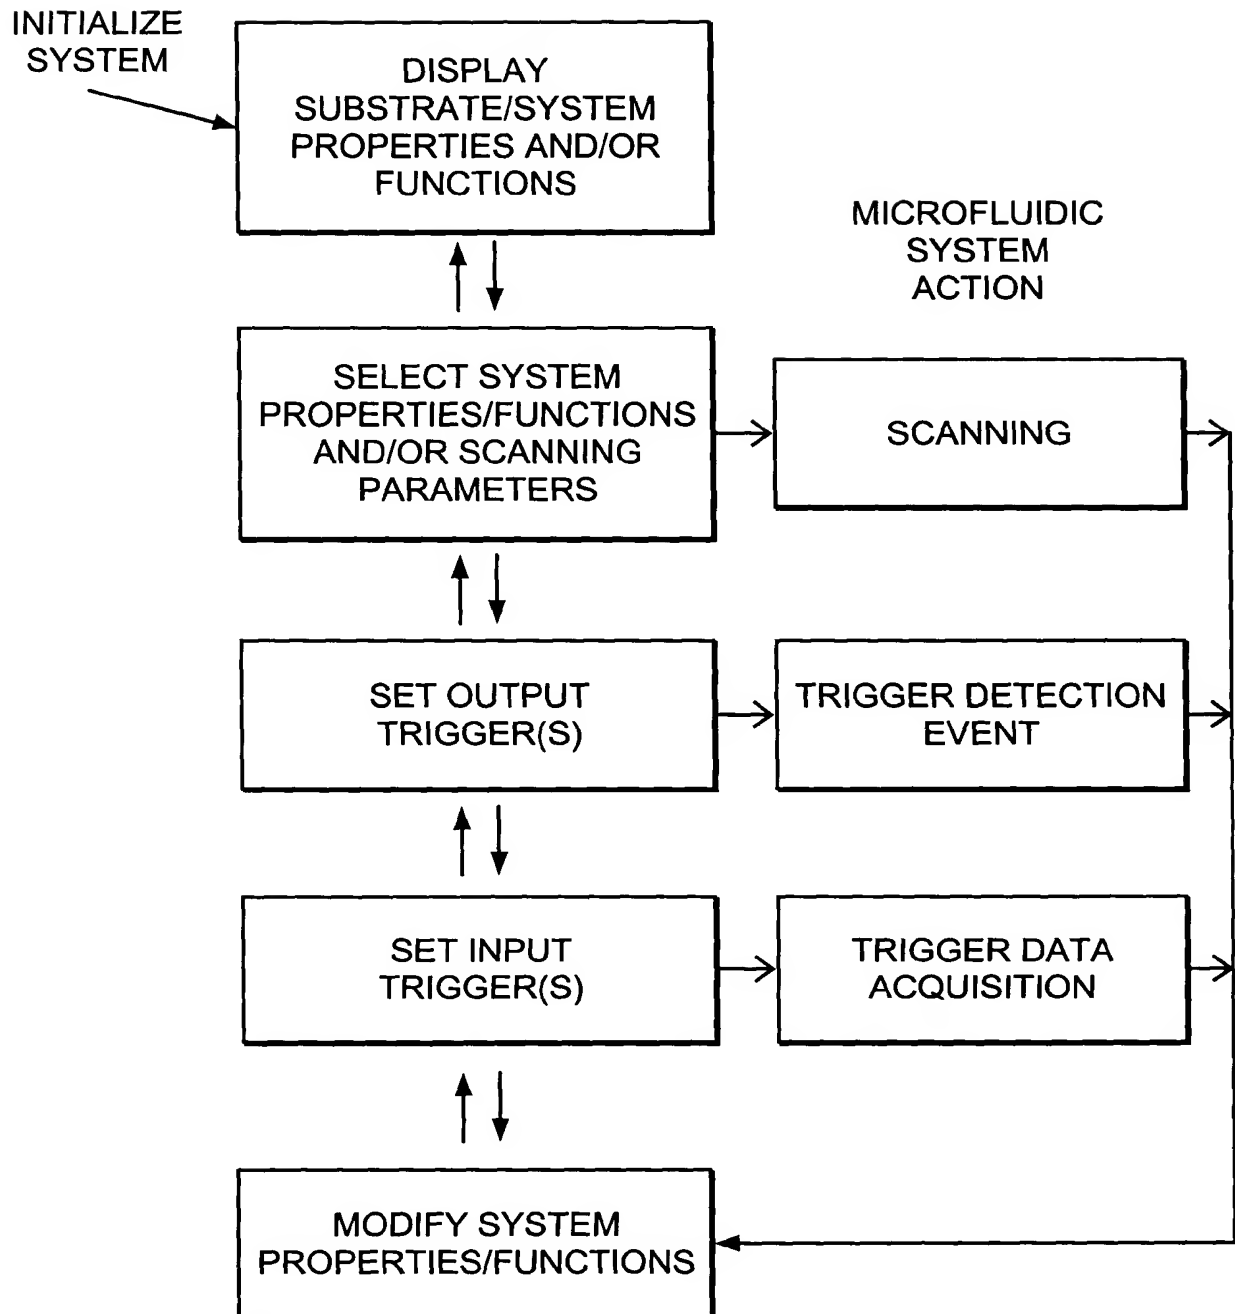 INITIALIZE
SYSTEM
DISPLAY
SUBSTRATE/SYSTEM
PROPERTIES AND/OR
FUNCTIONS
MICROFLUIDIC
SYSTEM
ACTION
SELECT SYSTEM
PROPERTIES/FUNCTIONS
AND/OR SCANNING
PARAMETERS
SCANNING
SET OUTPUT
TRIGGER(S)
TRIGGER DETECTION
EVENT
SET INPUT
TRIGGER(S)
TRIGGER DATA
ACQUISITION
MODIFY SYSTEM
PROPERTIES/FUNCTIONS